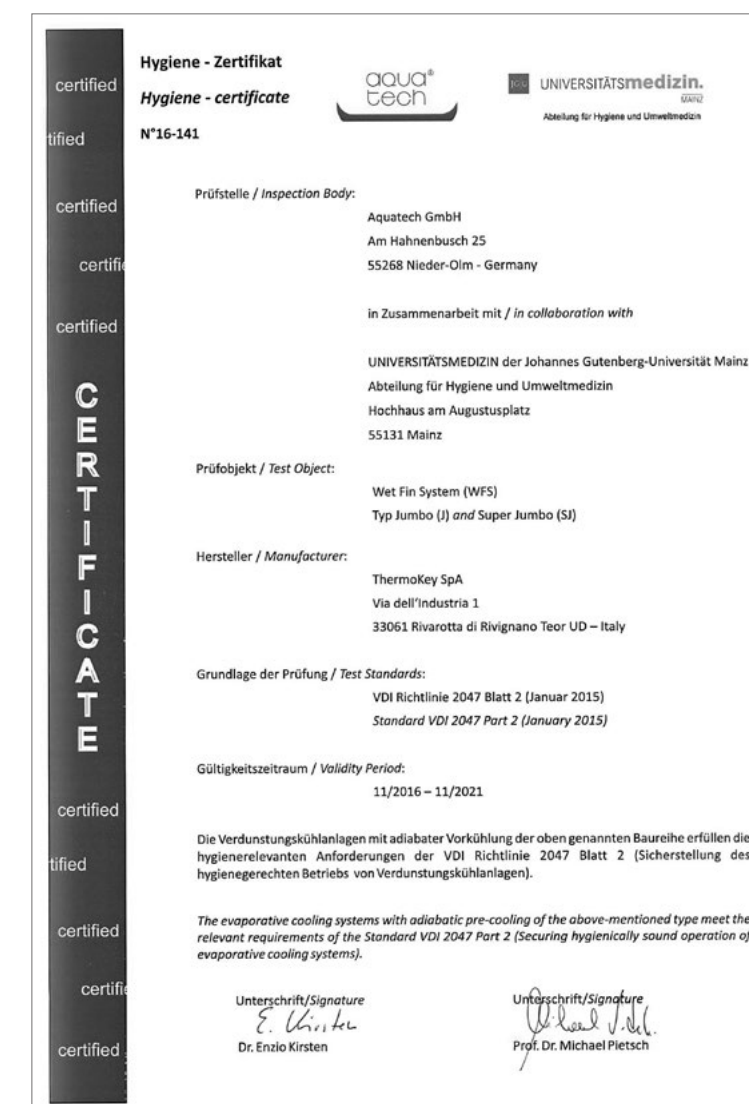 Hygiene - Zertifikat
Hygiene - certificate
N°16-141
aqua®
tech
UNIVERSITÄTSmedizin.
MAINZ
Abteilung für Hygiene und Umweltmedizin
certified
tified
certified
certifie
certified
CERTIFICATE
certified
tified
certified
certifie
certified
Prüfstelle / Inspection Body:
Aquatech GmbH
Am Hahnenbusch 25
55268 Nieder-Olm - Germany
in Zusammenarbeit mit / in collaboration with
UNIVERSITÄTSMEDIZIN der Johannes Gutenberg-Universität Mainz
Abteilung für Hygiene und Umweltmedizin
Hochhaus am Augustusplatz
55131 Mainz
Prüfobjekt / Test Object:
Wet Fin System (WFS)
Typ Jumbo (J) and Super Jumbo (SJ)
Hersteller / Manufacturer:
ThermoKey SpA
Via dell'Industria 1
33061 Rivarotta di Rivignano Teor UD – Italy
Grundlage der Prüfung / Test Standards:
VDI Richtlinie 2047 Blatt 2 (Januar 2015)
Standard VDI 2047 Part 2 (January 2015)
Gültigkeitszeitraum / Validity Period:
11/2016 – 11/2021
Die Verdunstungskühlanlagen mit adiabater Vorkühlung der oben genannten Baureihe erfüllen die
hygienerelevanten Anforderungen der VDI Richtlinie 2047 Blatt 2 (Sicherstellung des
hygienegerechten Betriebs von Verdunstungskühlanlagen).
The evaporative cooling systems with adiabatic pre-cooling of the above-mentioned type meet the
relevant requirements of the Standard VDI 2047 Part 2 (Securing hygienically sound operation of
evaporative cooling systems).
Unterschrift/Signature
E. Kirsten
Dr. Enzio Kirsten
Unterschrift/Signature
Prof. Dr. Michael Pietsch